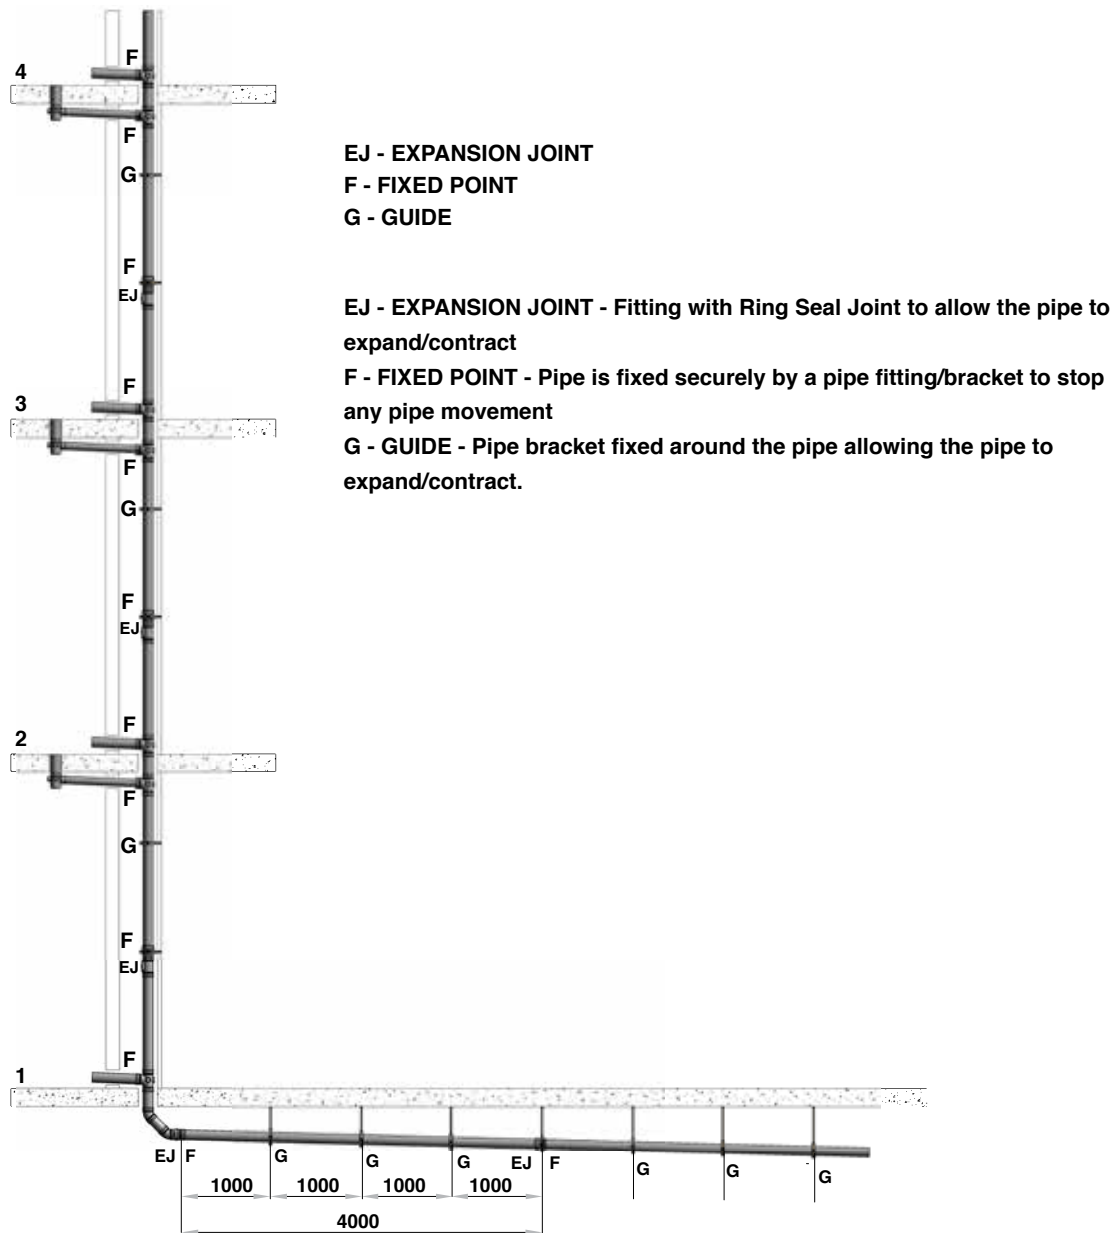 F
4
F
G
F
EJ
F
3
F
G
F
EJ
F
2
F
G
F
EJ
F
1
EJ - EXPANSION JOINT
F - FIXED POINT
G - GUIDE
EJ - EXPANSION JOINT - Fitting with Ring Seal Joint to allow the pipe to
expand/contract
F - FIXED POINT - Pipe is fixed securely by a pipe fitting/bracket to stop
any pipe movement
G - GUIDE - Pipe bracket fixed around the pipe allowing the pipe to
expand/contract.
EJ F G G G EJ F G G G
1000 1000 1000 1000
4000